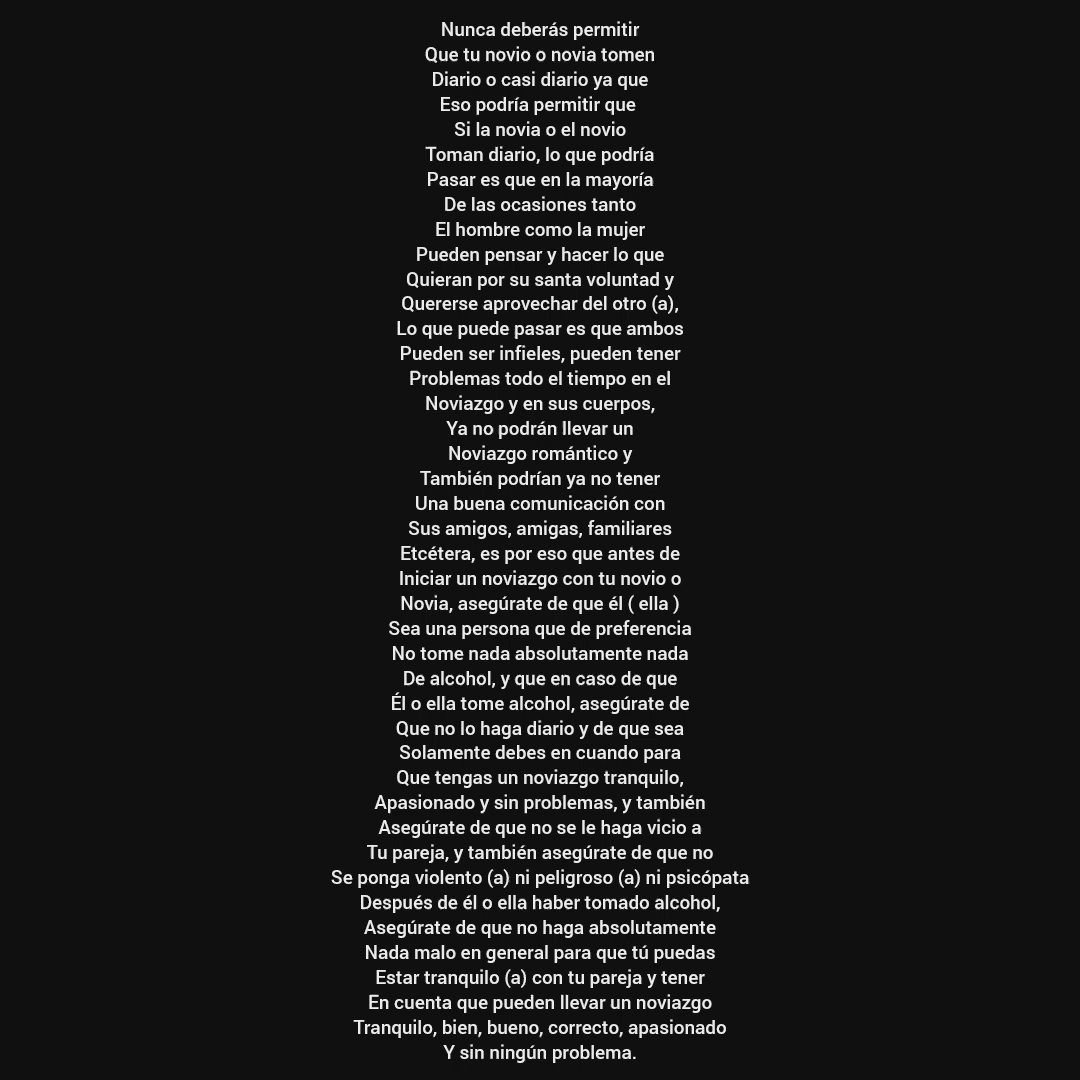 Nunca deberás permitir
Que tu novio o novia tomen
Diario o casi diario ya que
Eso podría permitir que
Si la novia o el novio
Toman diario, lo que podría
Pasar es que en la mayoría
De las ocasiones tanto
El hombre como la mujer
Pueden pensar y hacer lo que
Quieran por su santa voluntad y
Quererse aprovechar del otro (a),
Lo que puede pasar es que ambos
Pueden ser infieles, pueden tener
Problemas todo el tiempo en el
Noviazgo y en sus cuerpos,
Ya no podrán llevar un
Noviazgo romántico y
También podrían ya no tener
Una buena comunicación con
Sus amigos, amigas, familiares
Etcétera, es por eso que antes de
Iniciar un noviazgo con tu novio o
Novia, asegúrate de que él ( ella )
Sea una persona que de preferencia
No tome nada absolutamente nada
De alcohol, y que en caso de que
Él o ella tome alcohol, asegúrate de
Que no lo haga diario y de que sea
Solamente debes en cuando para
Que tengas un noviazgo tranquilo,
Apasionado y sin problemas, y también
Asegúrate de que no se le haga vicio a
Tu pareja, y también asegúrate de que no
Se ponga violento (a) ni peligroso (a) ni psicópata
Después de él o ella haber tomado alcohol,
Asegúrate de que no haga absolutamente
Nada malo en general para que tú puedas
Estar tranquilo (a) con tu pareja y tener
En cuenta que pueden llevar un noviazgo
Tranquilo, bien, bueno, correcto, apasionado
Y sin ningún problema.